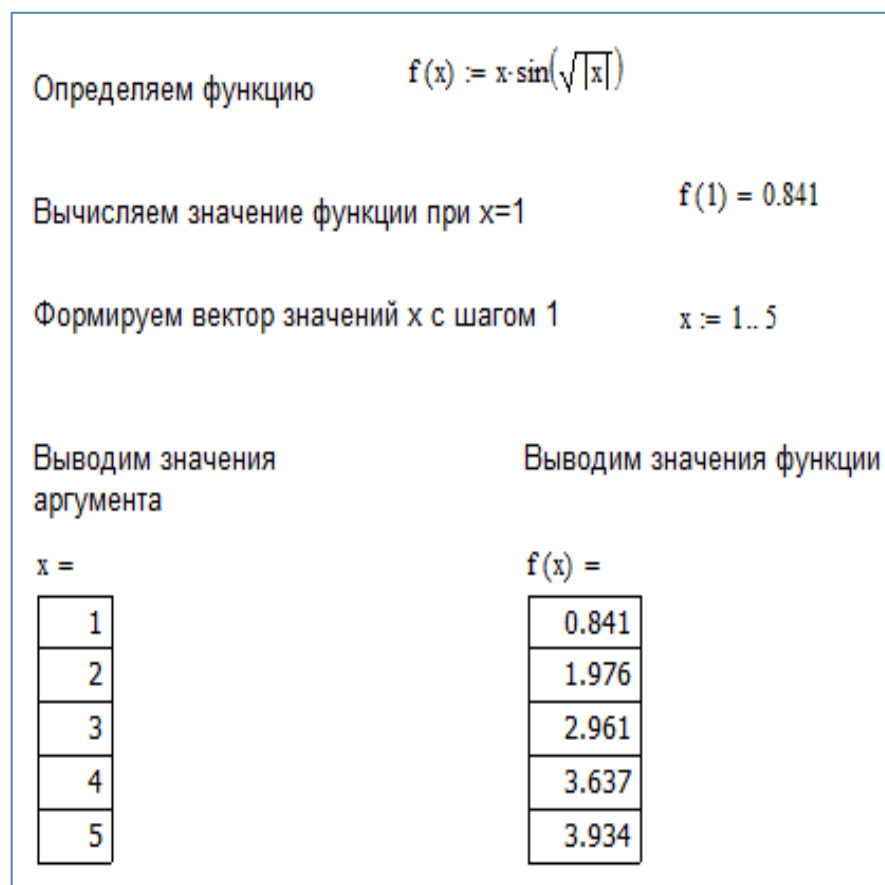 Определяем функцию f(x) := x·sin(√|x|)
Вычисляем значение функции при x=1 f(1) = 0.841
Формируем вектор значений x с шагом 1 x := 1.. 5
Выводим значения Выводим значения функции
аргумента
x = f(x) =
1 0.841
2 1.976
3 2.961
4 3.637
5 3.934